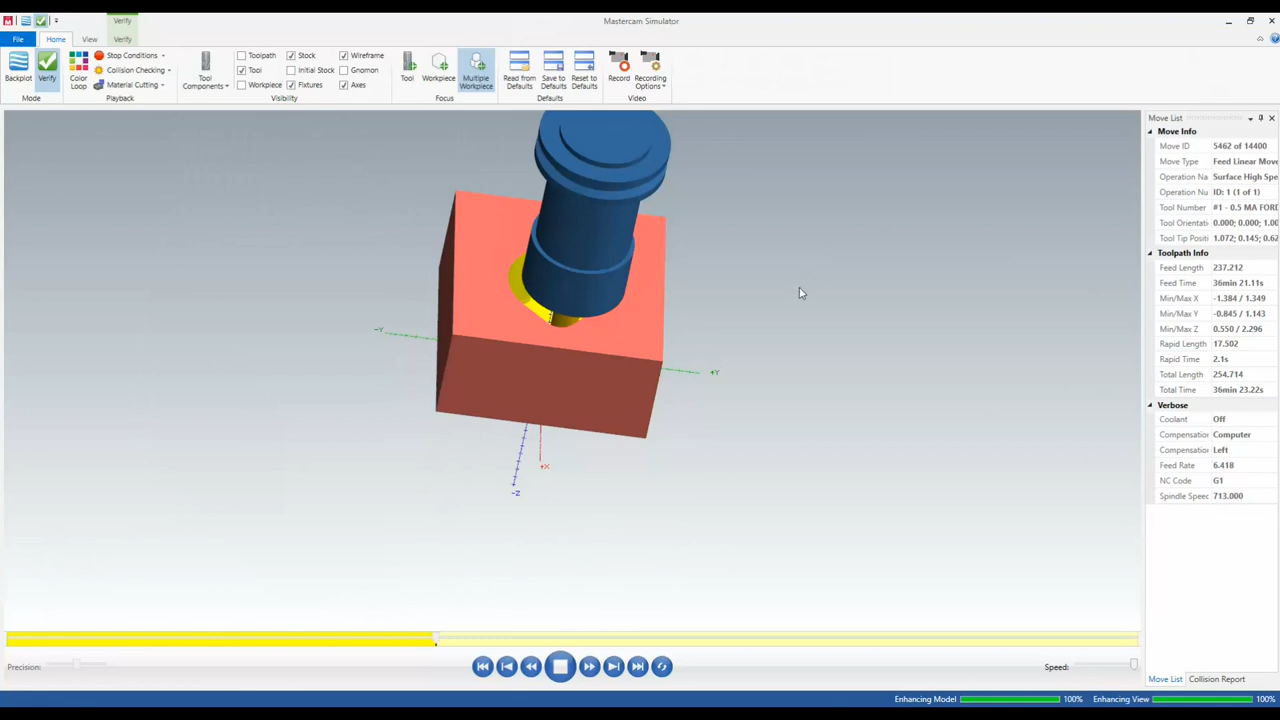 Verify
Mastercam Simulator
File
Home
View
Verify
Backplot
Verify
Mode
Color Loop
Stop Conditions
Collision Checking
Material Cutting
Playback
Tool Components
Toolpath
Tool
Workpiece
Stock
Initial Stock
Fixtures
Wireframe
Gnomon
Axes
Visibility
Tool
Workpiece
Multiple Workpiece
Focus
Read from Defaults
Save to Defaults
Reset to Defaults
Defaults
Record
Recording Options
Video
-Y
+Y
+X
-Z
Move List
Move Info
Move ID 5462 of 14400
Move Type Feed Linear Move
Operation Na Surface High Spe
Operation Nu ID: 1 (1 of 1)
Tool Number #1 - 0.5 MA FORD
Tool Orientati 0.000; 0.000; 1.00
Tool Tip Positi 1.072; 0.145; 0.62
Toolpath Info
Feed Length 237.212
Feed Time 36min 21.11s
Min/Max X -1.384 / 1.349
Min/Max Y -0.845 / 1.143
Min/Max Z 0.550 / 2.296
Rapid Length 17.502
Rapid Time 2.1s
Total Length 254.714
Total Time 36min 23.22s
Verbose
Coolant Off
Compensation Computer
Compensation Left
Feed Rate 6.418
NC Code G1
Spindle Speed 713.000
Precision:
Speed:
Move List
Collision Report
Enhancing Model 100%
Enhancing View 100%